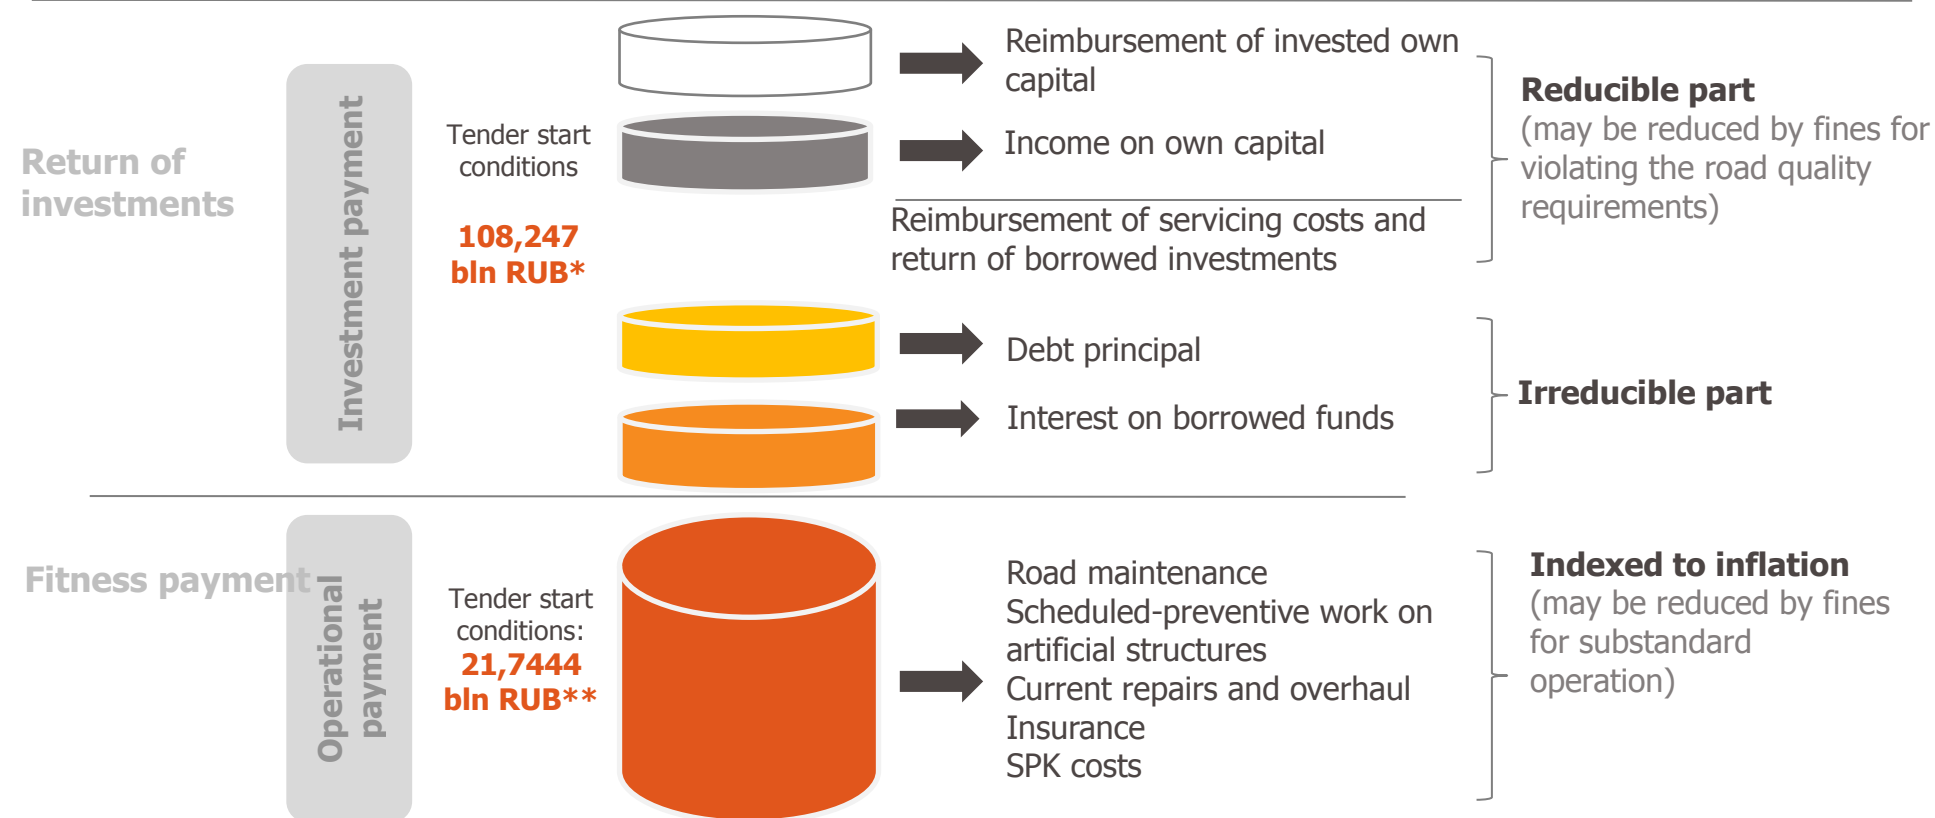 Return of
investments
Investment payment
Tender start
conditions
108,247
bln RUB*
Reimbursement of invested own
capital
Income on own capital
Reimbursement of servicing costs and
return of borrowed investments
Debt principal
Interest on borrowed funds
Reducible part
(may be reduced by fines for
violating the road quality
requirements)
Irreducible part
Fitness payment
Operational
payment
Tender start
conditions:
21,7444
bln RUB**
Road maintenance
Scheduled-preventive work on
artificial structures
Current repairs and overhaul
Insurance
SPK costs
Indexed to inflation
(may be reduced by fines
for substandard
operation)